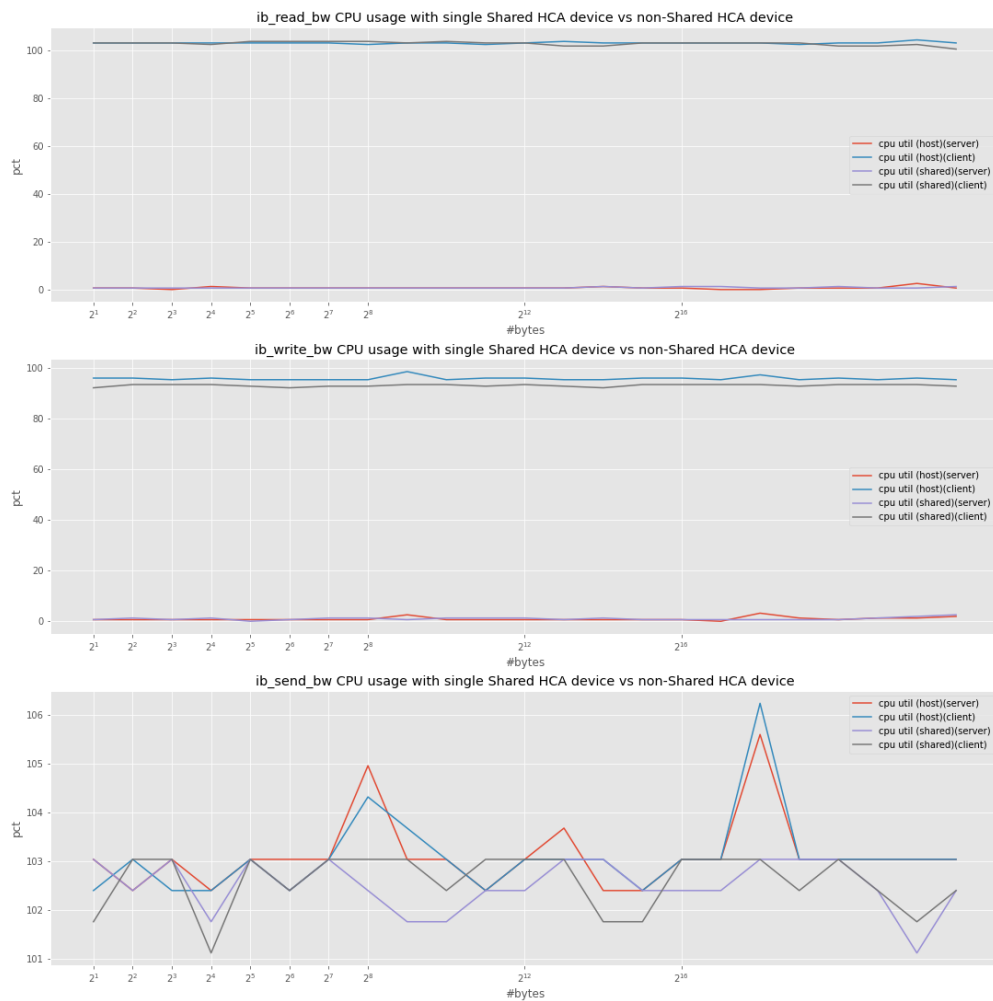 ib_read_bw CPU usage with single Shared HCA device vs non-Shared HCA device
100
80
60
40
20
0
pct
cpu util (host)(server)
cpu util (host)(client)
cpu util (shared)(server)
cpu util (shared)(client)
2^1 2^2 2^3 2^4 2^5 2^6 2^7 2^8 2^12 2^16
#bytes
ib_write_bw CPU usage with single Shared HCA device vs non-Shared HCA device
100
80
60
40
20
0
pct
cpu util (host)(server)
cpu util (host)(client)
cpu util (shared)(server)
cpu util (shared)(client)
2^1 2^2 2^3 2^4 2^5 2^6 2^7 2^8 2^12 2^16
#bytes
ib_send_bw CPU usage with single Shared HCA device vs non-Shared HCA device
106
105
104
103
102
101
pct
cpu util (host)(server)
cpu util (host)(client)
cpu util (shared)(server)
cpu util (shared)(client)
2^1 2^2 2^3 2^4 2^5 2^6 2^7 2^8 2^12 2^16
#bytes